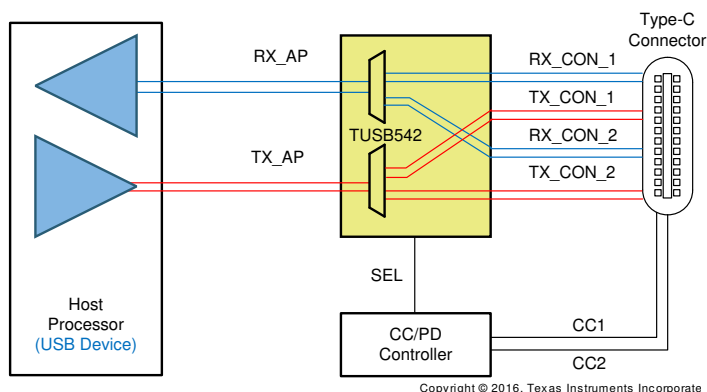 Type-C
Connector
RX_AP
RX_CON_1
TX_CON_1
TUSB542
RX_CON_2
TX_AP
TX_CON_2
SEL
Host
Processor
(USB Device)
CC/PD
Controller
CC1
CC2
Copyright © 2016, Texas Instruments Incorporate